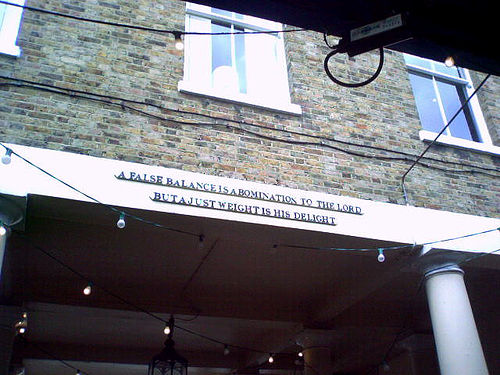 A FALSE BALANCE IS ABOMINATION TO THE LORD
BUT A JUST WEIGHT IS HIS DELIGHT